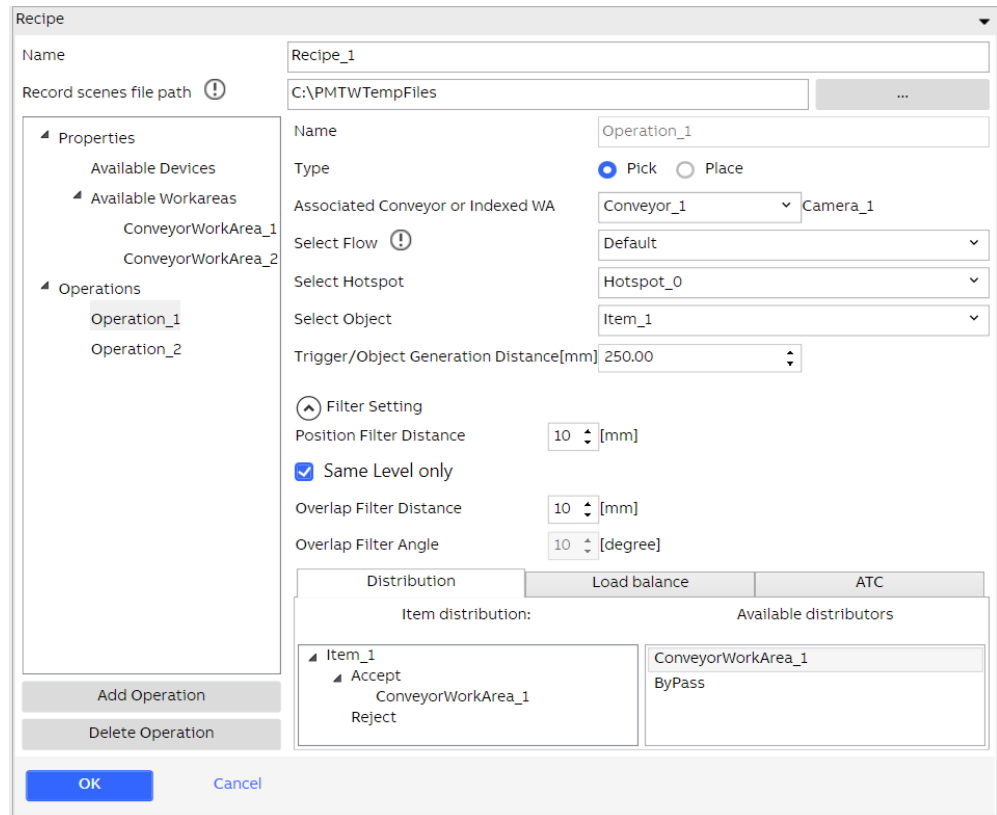 Recipe
Name
Recipe_1
Record scenes file path
C:\PMTWTempFiles
...
Properties
Available Devices
Available Workareas
ConveyorWorkArea_1
ConveyorWorkArea_2
Operations
Operation_1
Operation_2
Add Operation
Delete Operation
Name
Operation_1
Type
Pick Place
Associated Conveyor or Indexed WA
Conveyor_1 Camera_1
Select Flow
Default
Select Hotspot
Hotspot_0
Select Object
Item_1
Trigger/Object Generation Distance[mm] 250.00
Filter Setting
Position Filter Distance 10 [mm]
Same Level only
Overlap Filter Distance 10 [mm]
Overlap Filter Angle 10 [degree]
Distribution Load balance ATC
Item distribution:
Item_1
Accept
ConveyorWorkArea_1
Reject
Available distributors
ConveyorWorkArea_1
ByPass
OK Cancel